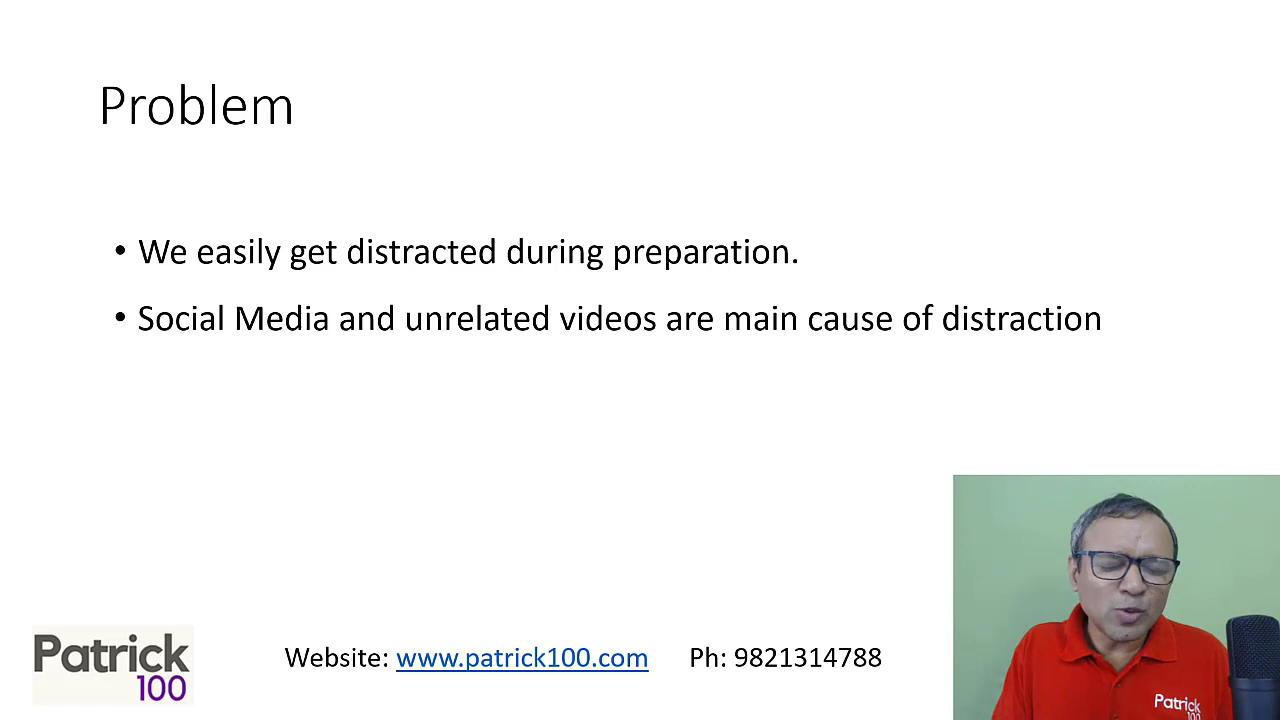 Problem
• We easily get distracted during preparation.
• Social Media and unrelated videos are main cause of distraction
Patrick
100
Website: www.patrick100.com Ph: 9821314788
Patrick
100